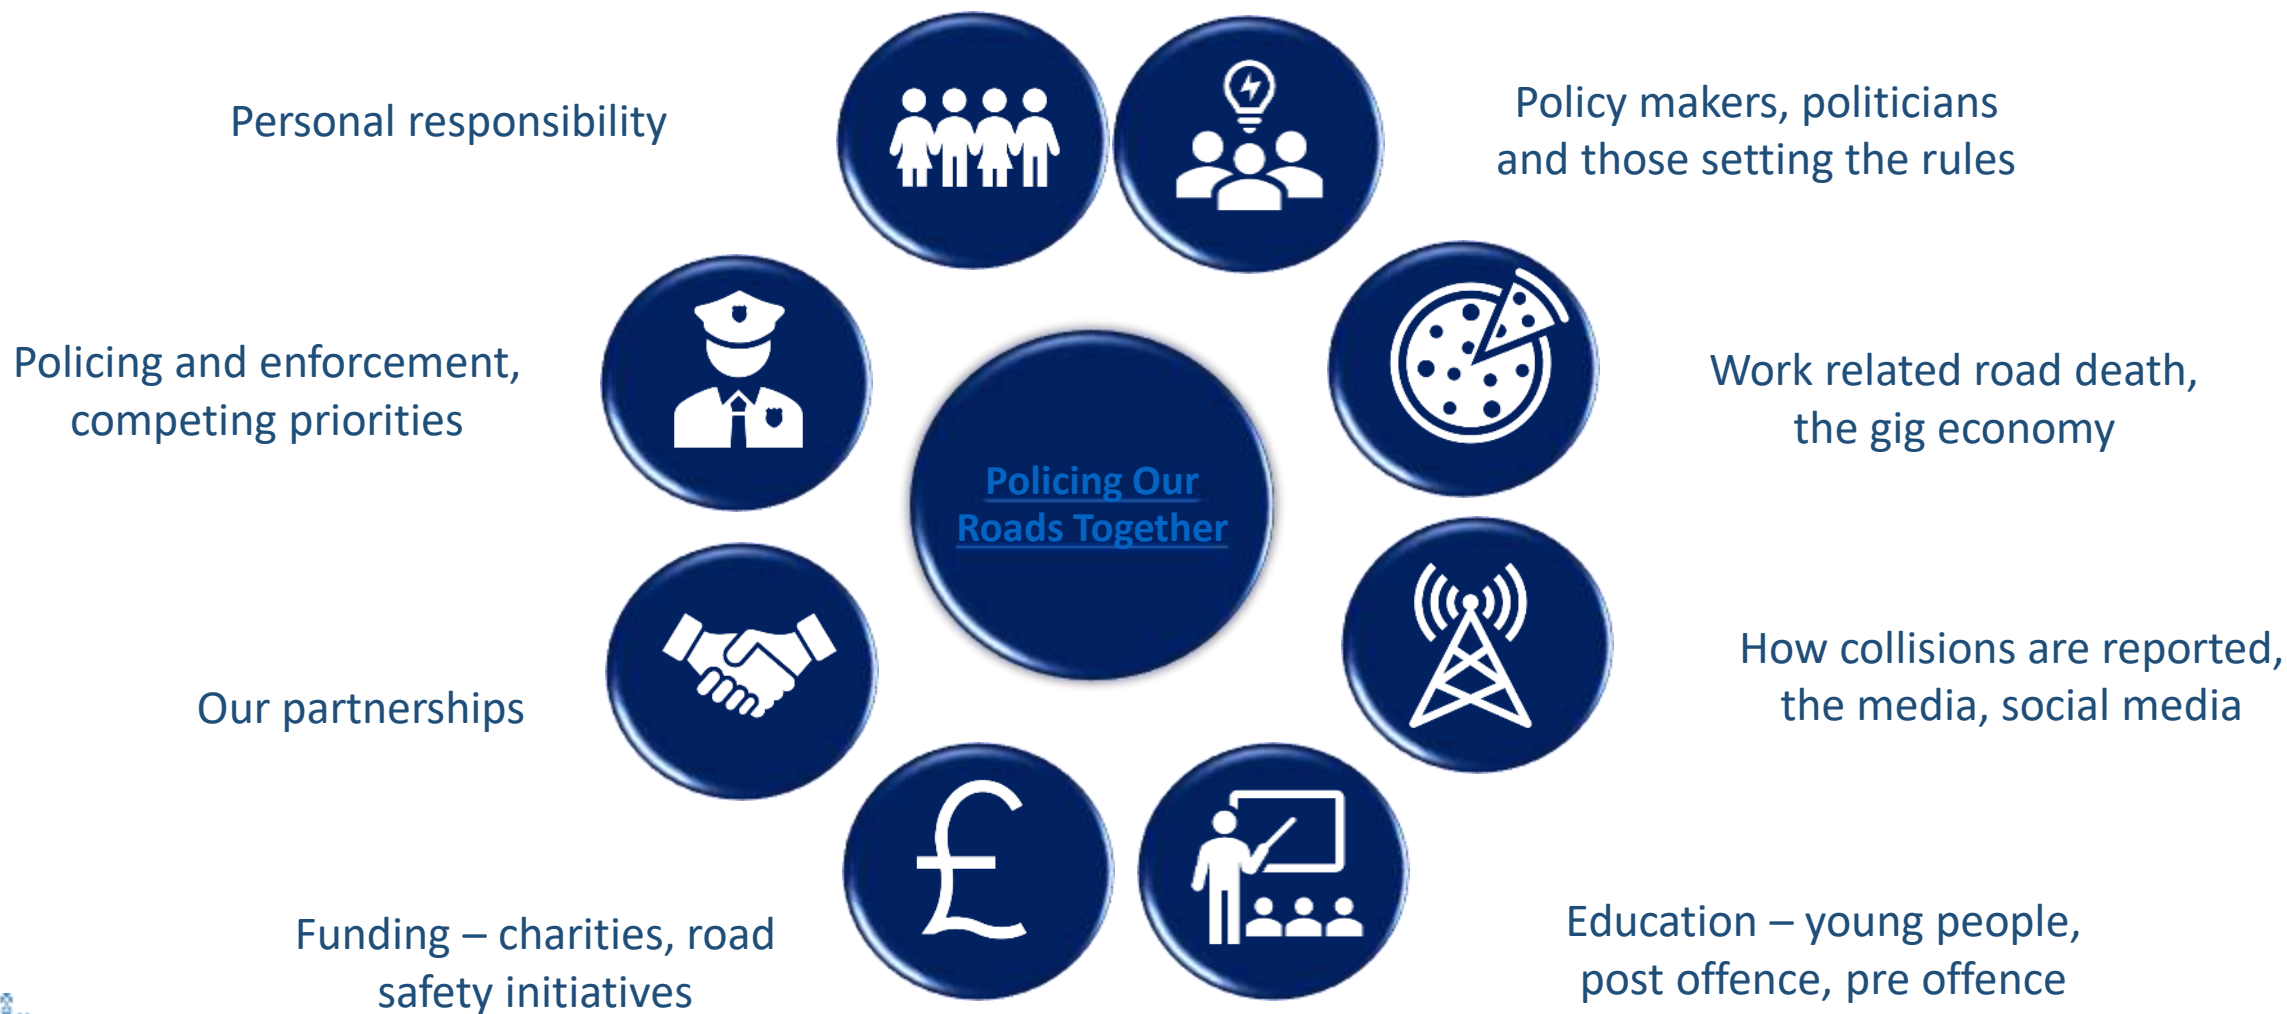 Personal responsibility
Policy makers, politicians
and those setting the rules
Policing and enforcement,
competing priorities
Work related road death,
the gig economy
Policing Our
Roads Together
How collisions are reported,
the media, social media
Our partnerships
Funding – charities, road
safety initiatives
Education – young people,
post offence, pre offence
£